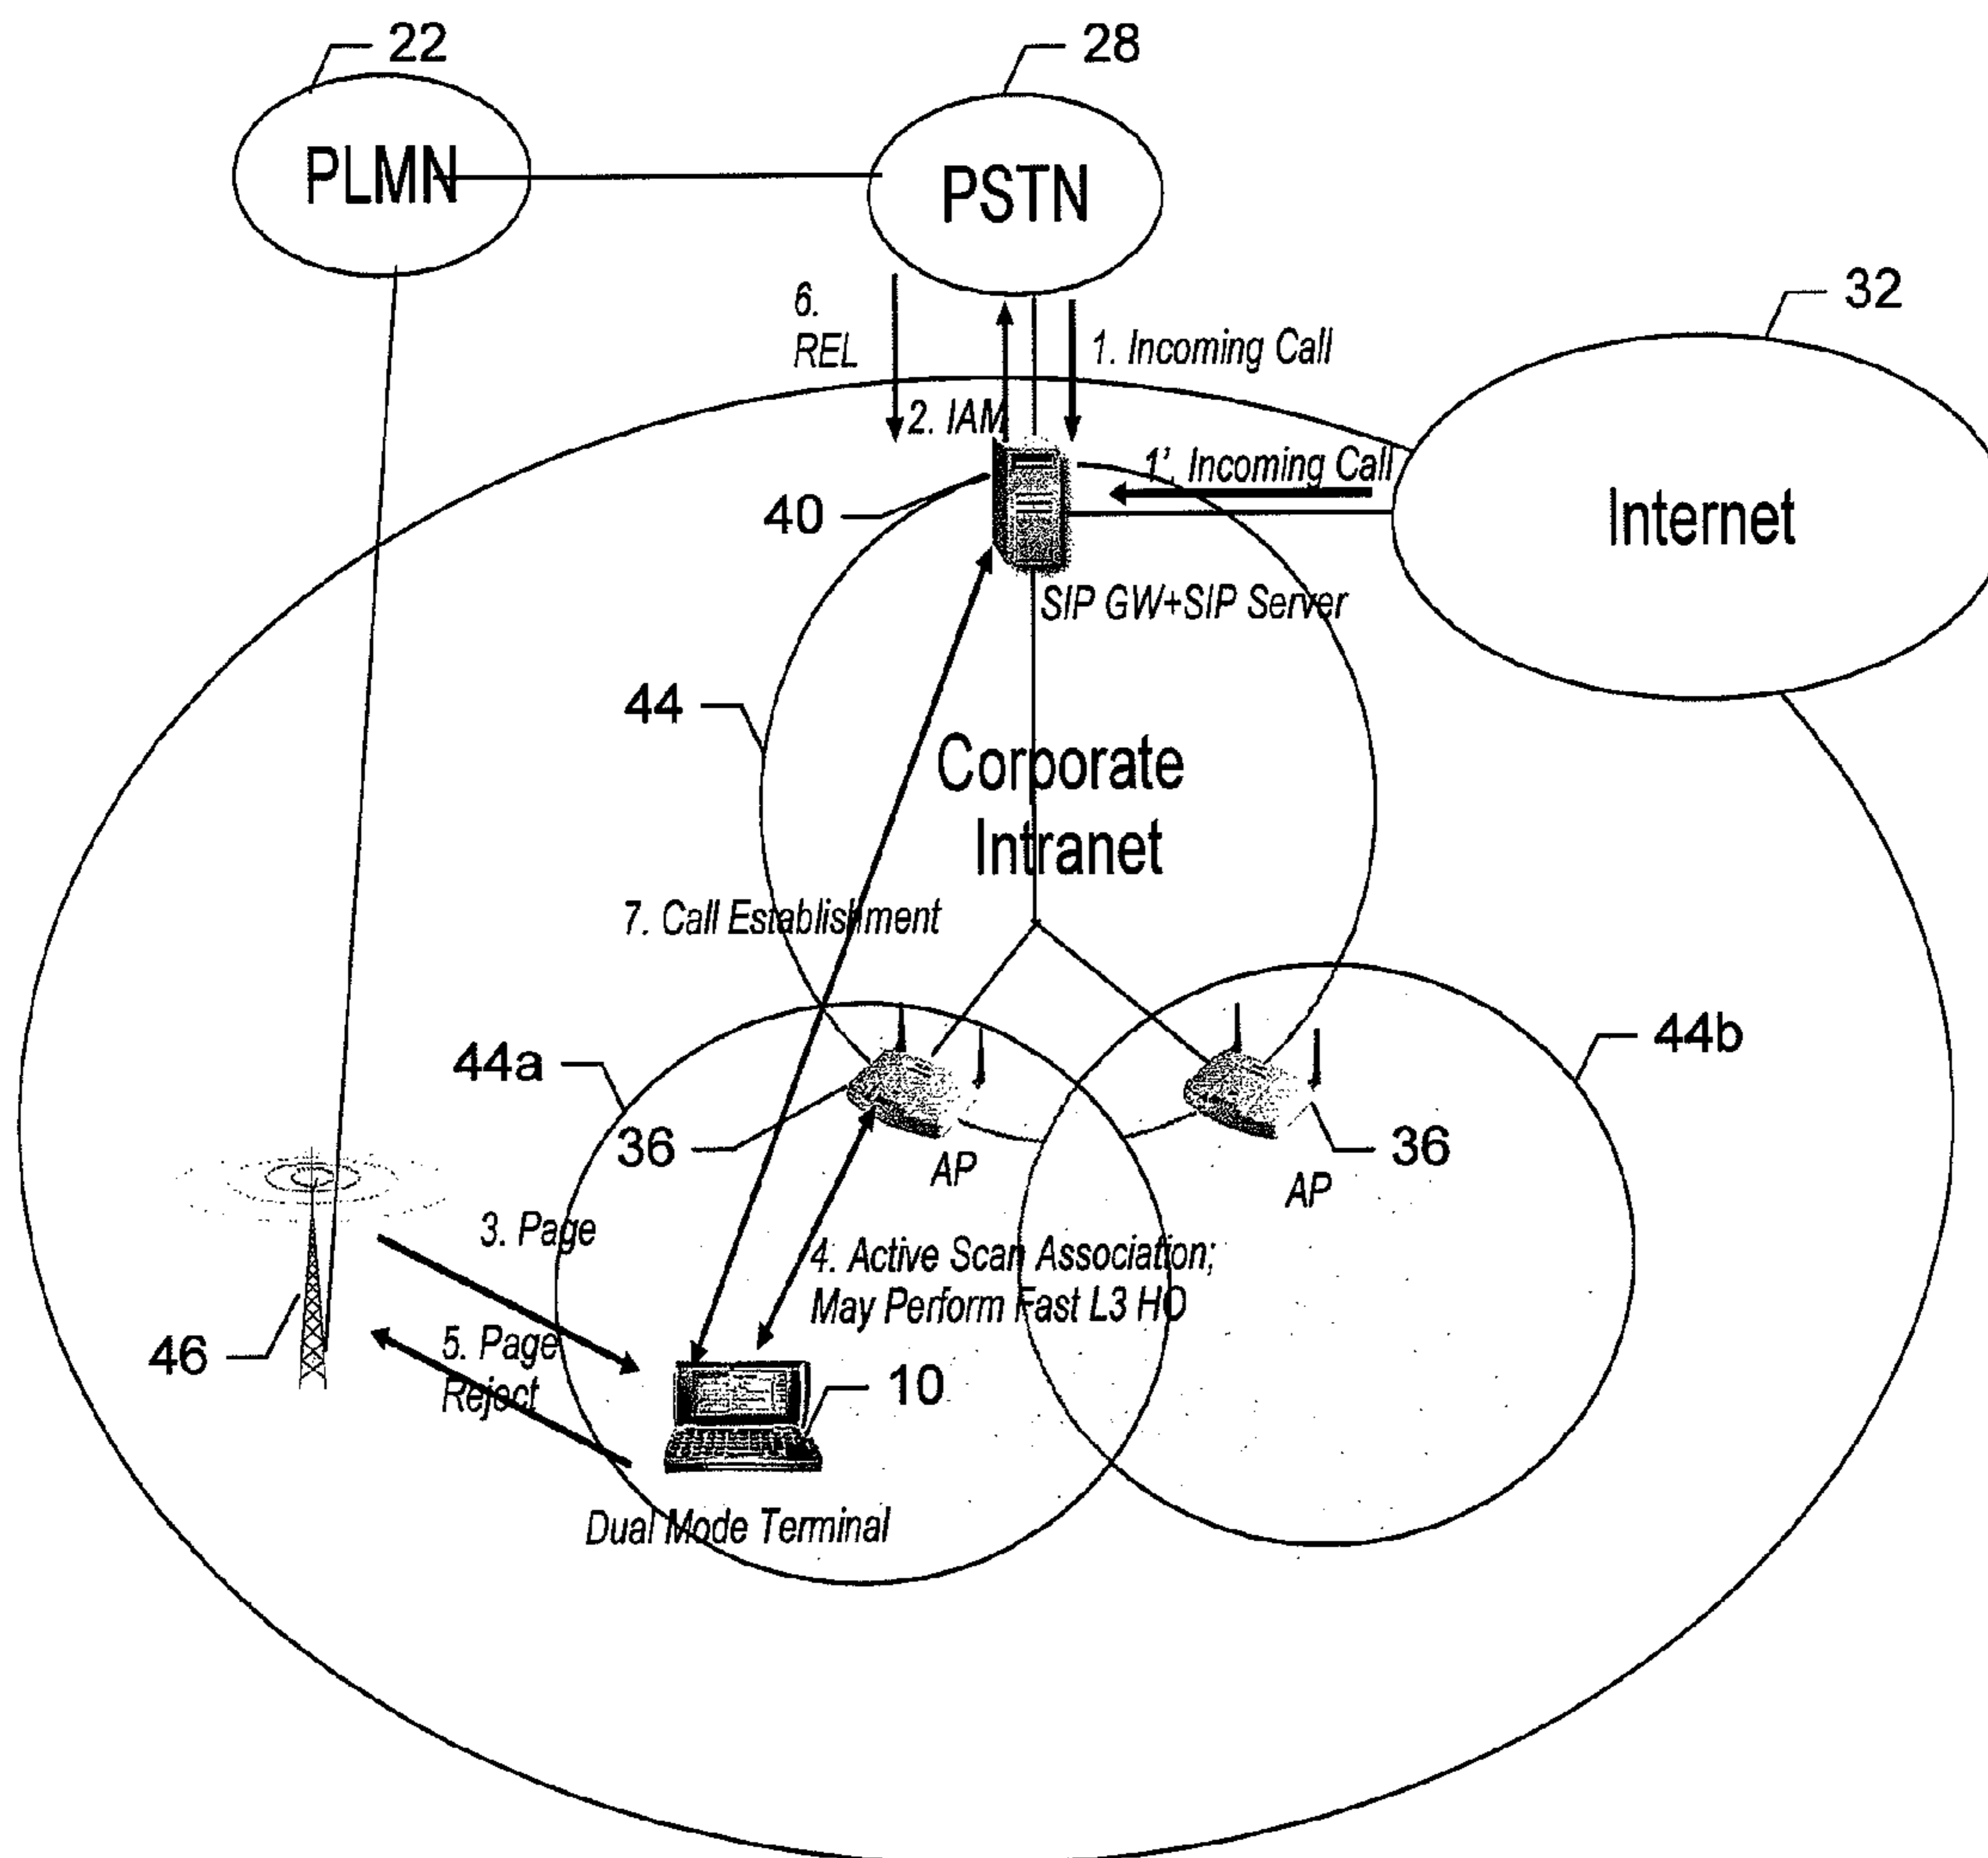 22
28
PLMN
PSTN
32
6.
REL
1. Incoming Call
2. IAM
1'. Incoming Call
40
Internet
SIP GW+SIP Server
44
Corporate
Intranet
7. Call Establishment
44a
44b
36
AP
36
AP
3. Page
4. Active Scan Association;
May Perform Fast L3 HO
46
5. Page
Reject
10
Dual Mode Terminal